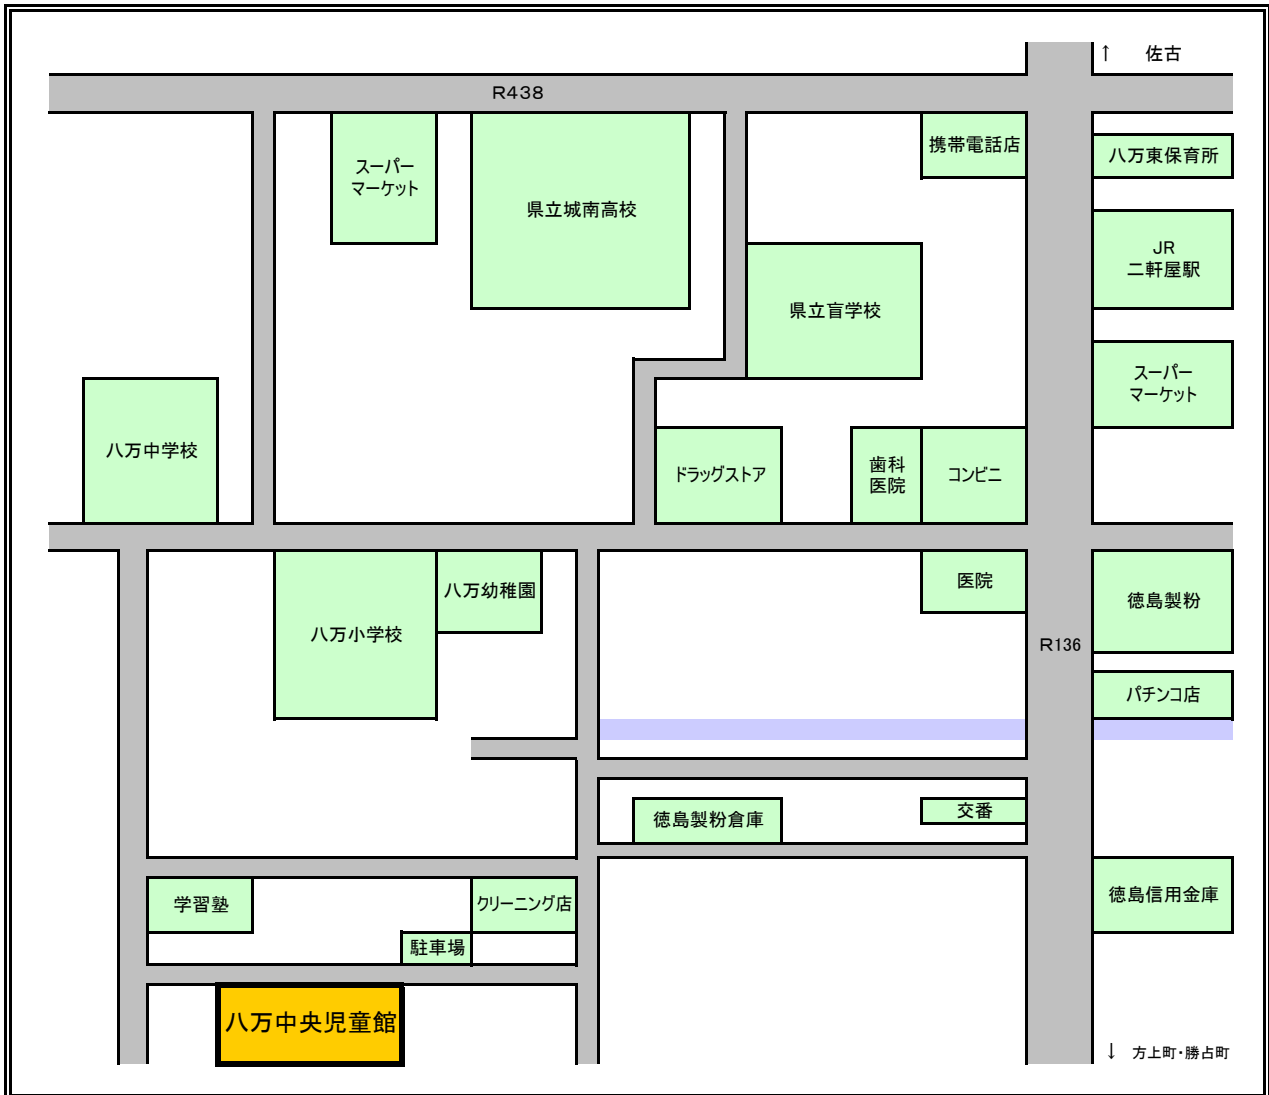 ↑ 佐古
R438
携帯電話店
八万東保育所
スーパー
マーケット
県立城南高校
JR
二軒屋駅
県立盲学校
スーパー
マーケット
八万中学校
ドラッグストア
歯科
医院
コンビニ
八万幼稚園
医院
徳島製粉
八万小学校
R136
パチンコ店
徳島製粉倉庫
交番
学習塾
クリーニング店
徳島信用金庫
駐車場
八万中央児童館
↓ 方上町・勝占町